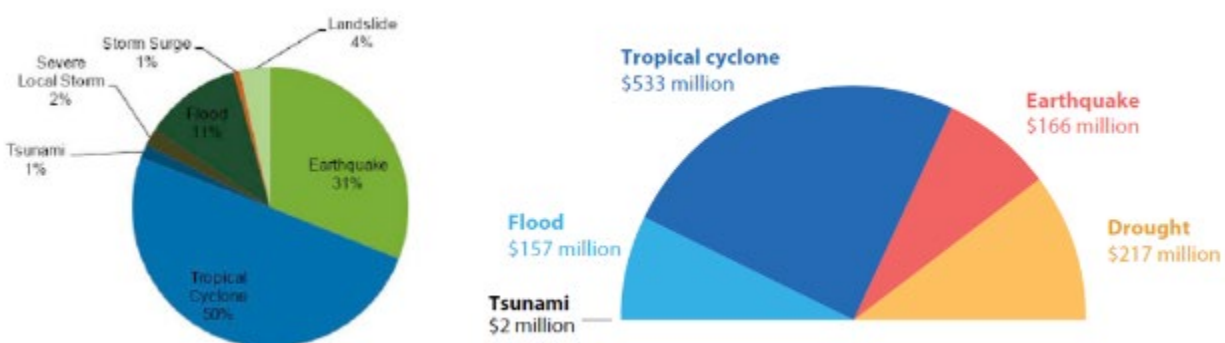 Landslide
4%
Storm Surge
1%
Severe
Local Storm
2%
Flood
11%
Tsunami
1%
Earthquake
31%
Tropical
Cyclone
50%
Tropical cyclone
$533 million
Earthquake
$166 million
Flood
$157 million
Drought
$217 million
Tsunami
$2 million